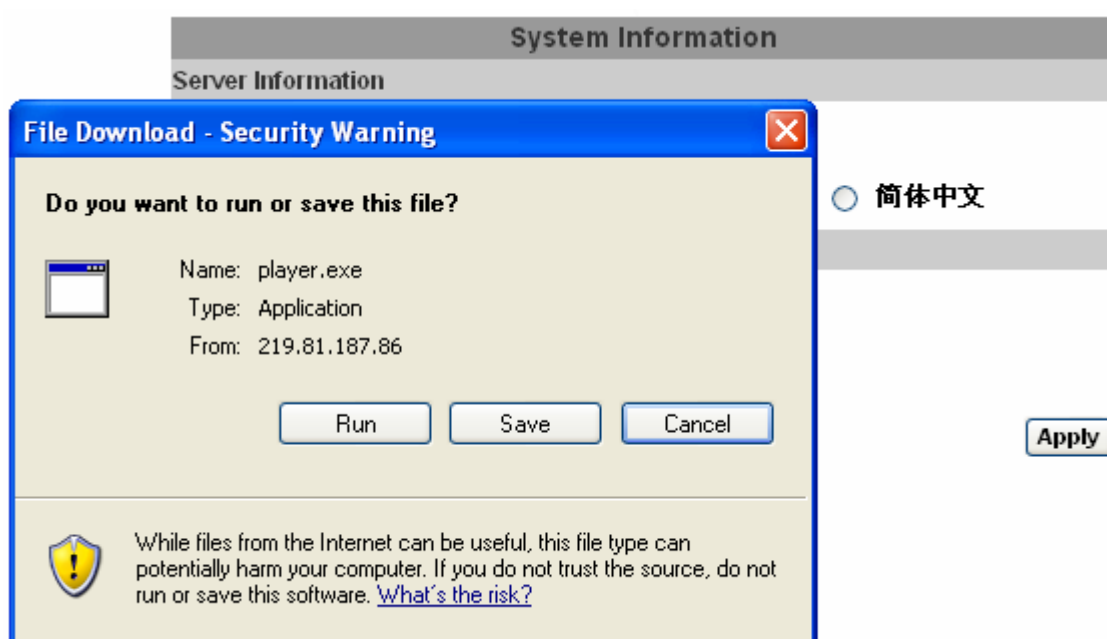 System Information
Server Information
File Download - Security Warning
Do you want to run or save this file?
简体中文
Name: player.exe
Type: Application
From: 219.81.187.86
Run Save Cancel
Apply
While files from the Internet can be useful, this file type can
potentially harm your computer. If you do not trust the source, do not
run or save this software. What's the risk?